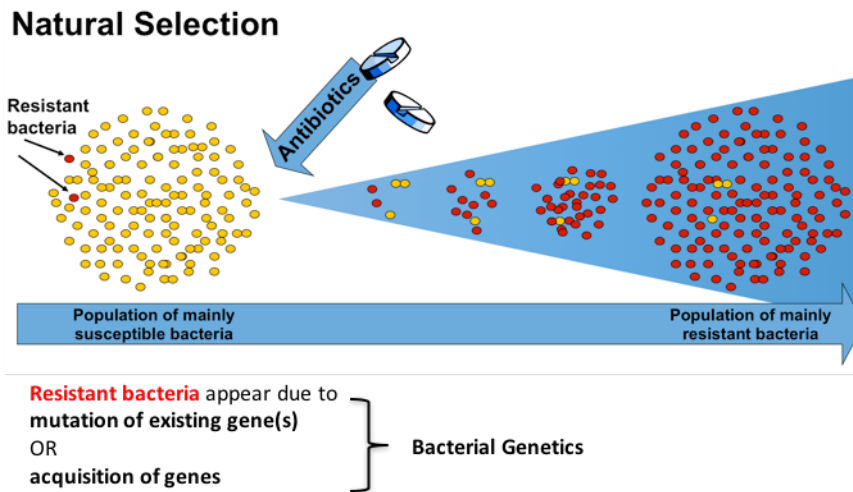 Natural Selection
Resistant
bacteria
Antibiotics
Population of mainly
susceptible bacteria
Population of mainly
resistant bacteria
Resistant bacteria appear due to
mutation of existing gene(s)
OR
acquisition of genes
Bacterial Genetics